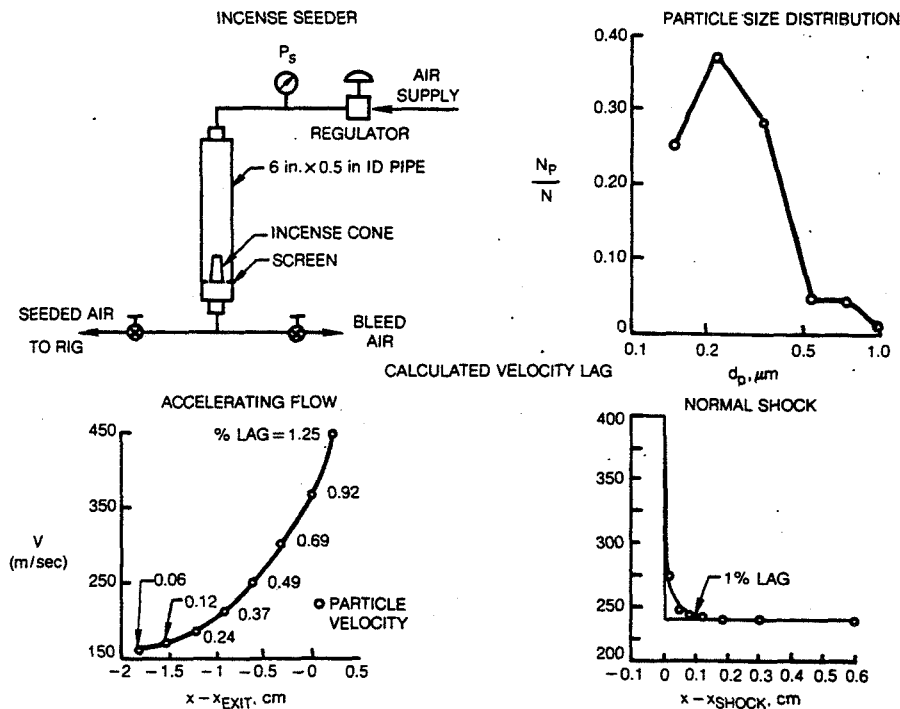 INCENSE SEEDER
P_S
AIR
SUPPLY
REGULATOR
6 in. × 0.5 in ID PIPE
INCENSE CONE
SCREEN
SEEDED AIR
TO RIG
BLEED
AIR
PARTICLE SIZE DISTRIBUTION
0.40
0.30
N_P
N
0.20
0.10
0
0.1
0.2
0.5
1.0
d_p, μm
CALCULATED VELOCITY LAG
ACCELERATING FLOW
450
% LAG = 1.25
0.92
350
0.69
V
(m/sec)
0.49
250
0.06
0.12
0.37
0.24
PARTICLE
VELOCITY
150
−2
−1.5
−1
−0.5
−0
0.5
x − x_EXIT, cm
NORMAL SHOCK
400
350
300
250
1% LAG
200
−0.1
0
0.1
0.2
0.3
0.4
0.5
0.6
x − x_SHOCK, cm